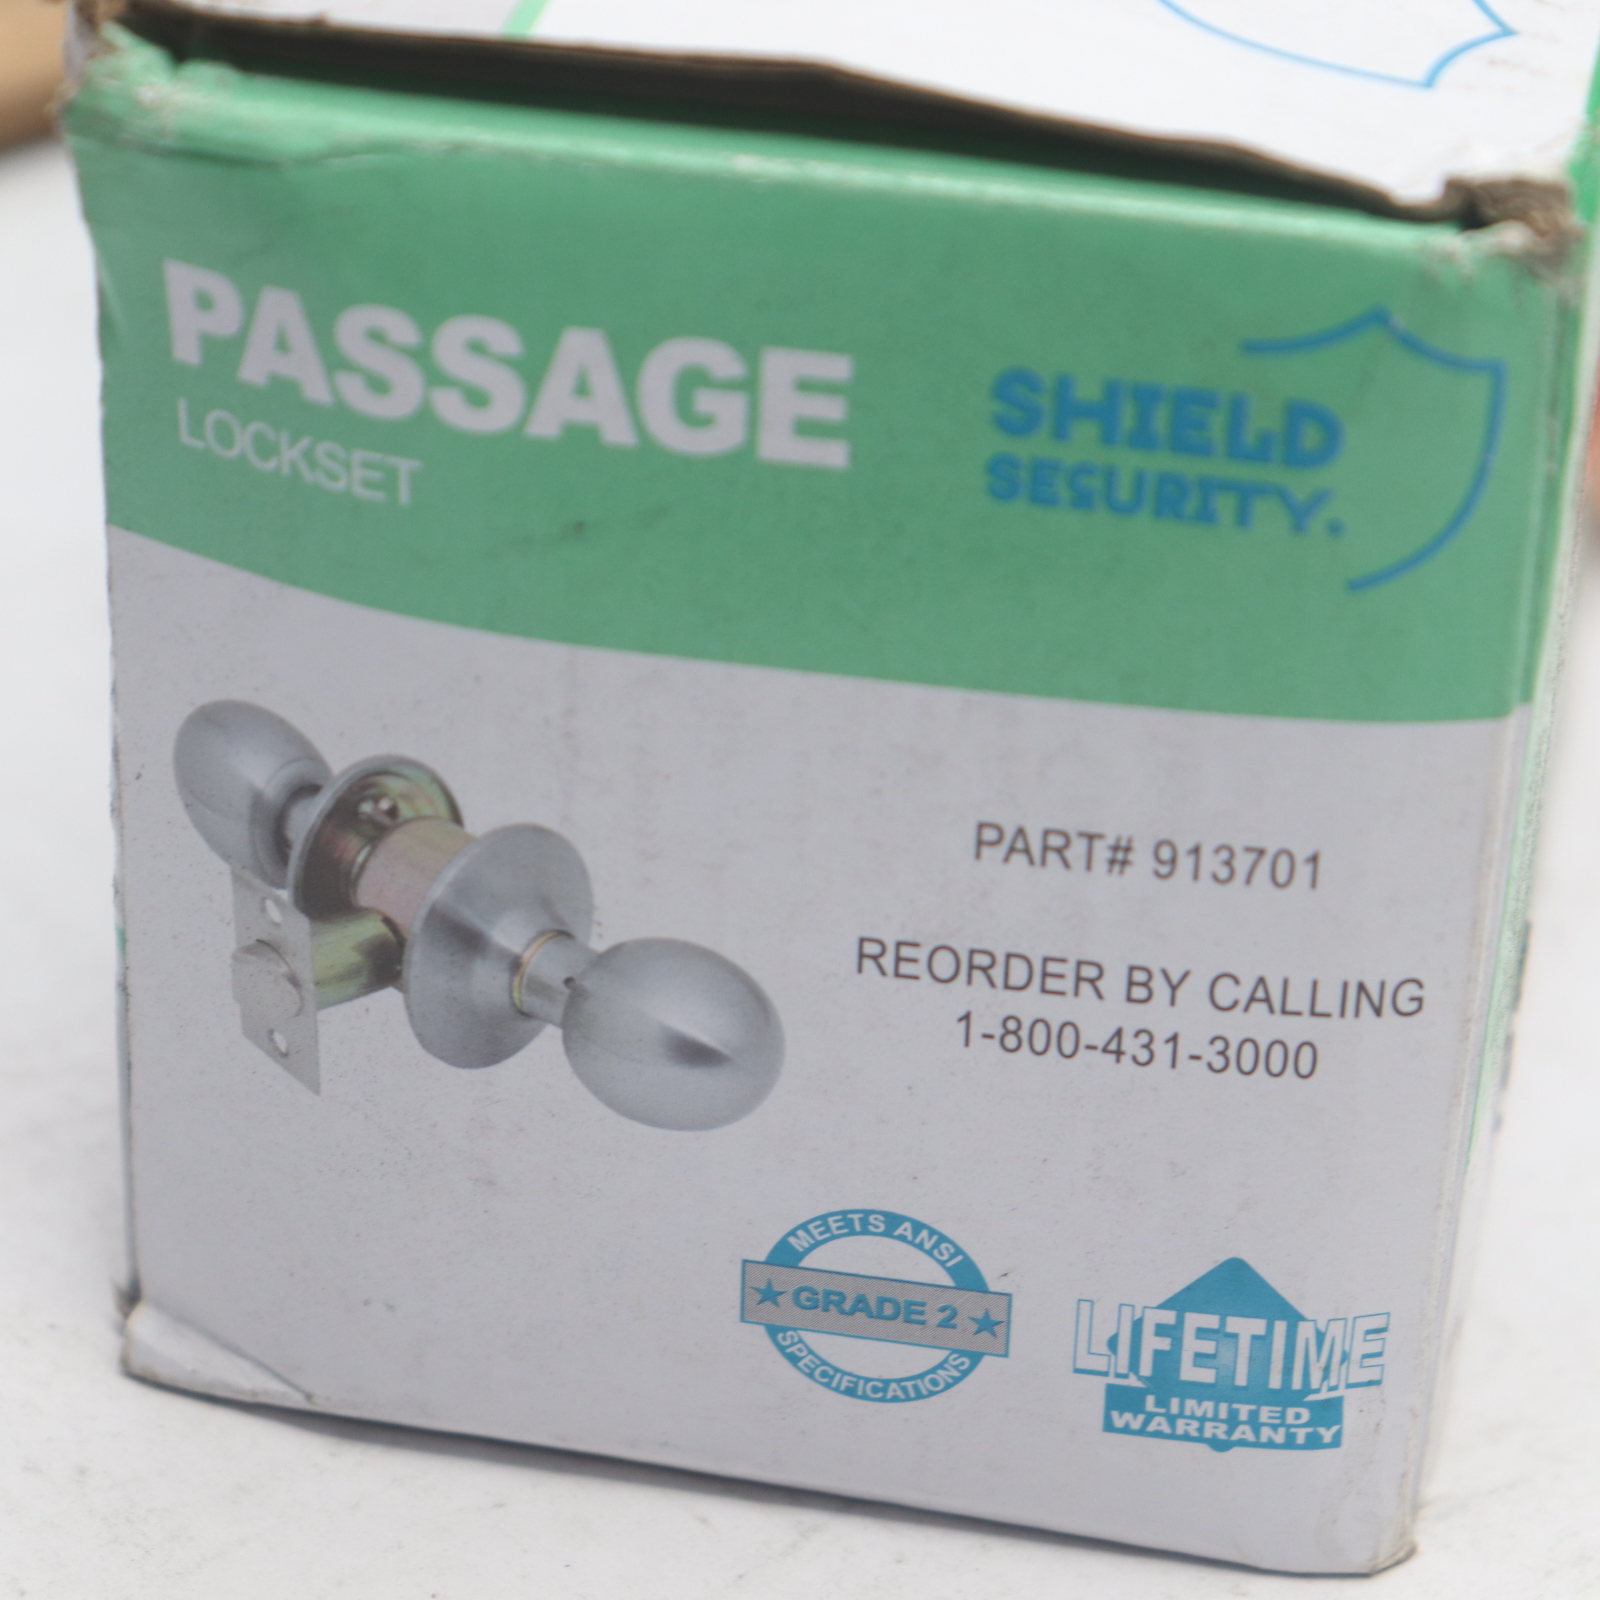 PASSAGE
LOCKSET
SHIELD
SECURITY.
PART# 913701
REORDER BY CALLING
1-800-431-3000
MEETS ANSI
GRADE 2
SPECIFICATIONS
LIFETIME
LIMITED
WARRANTY